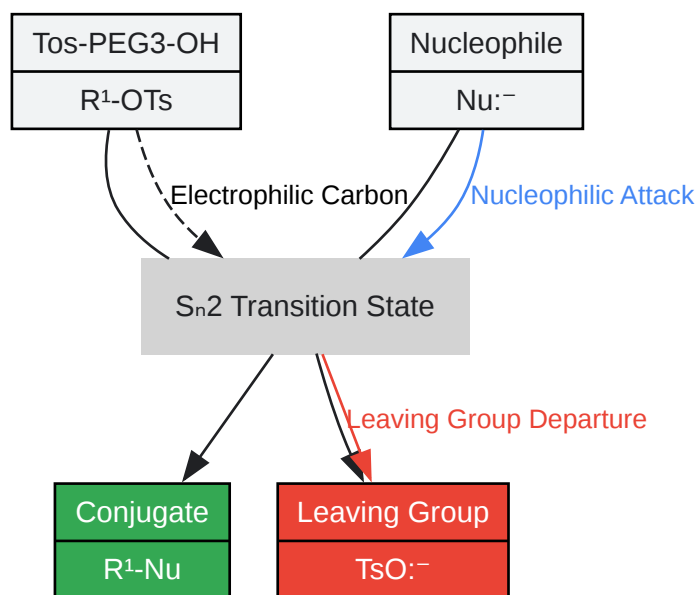 Tos-PEG3-OH
R¹-OTs
Nucleophile
Nu:⁻
Electrophilic Carbon
Nucleophilic Attack
Sₙ2 Transition State
Leaving Group Departure
Conjugate
R¹-Nu
Leaving Group
TsO:⁻